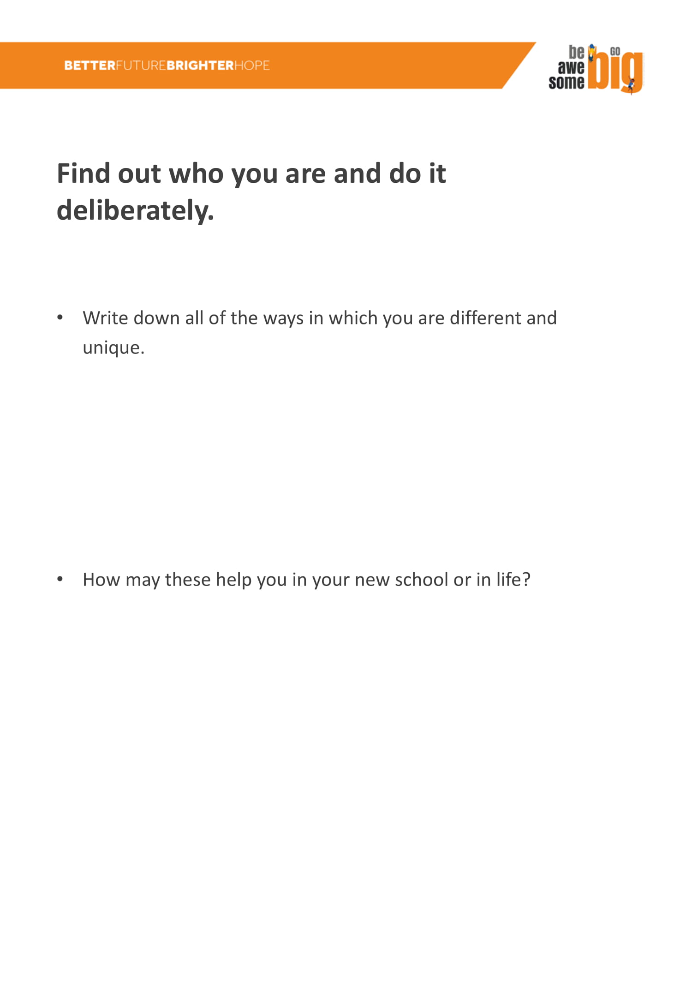 BETTERFUTUREBRIGHTERHOPE
be
awe
some
GO
big
Find out who you are and do it
deliberately.
• Write down all of the ways in which you are different and
unique.
• How may these help you in your new school or in life?